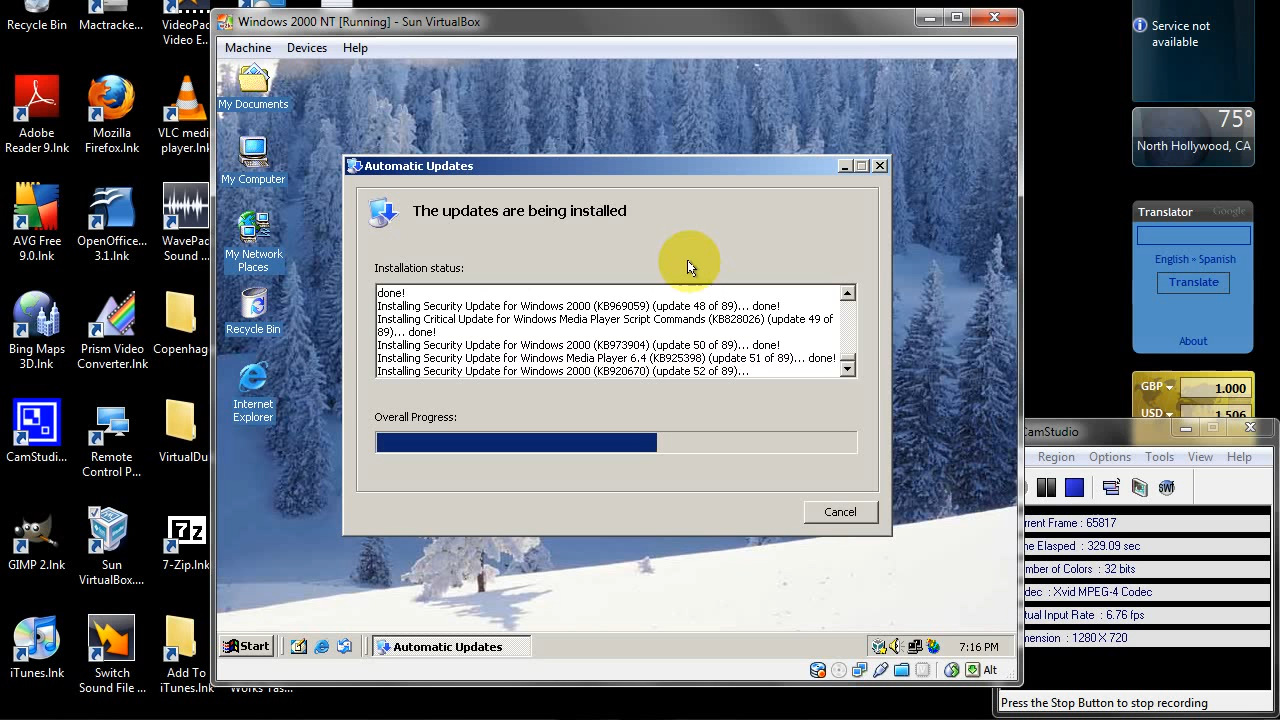 Recycle Bin
Mactracke...
VideoPad
Video E...
Adobe
Reader 9.lnk
Mozilla
Firefox.lnk
VLC medi
player.ln
AVG Free
9.0.lnk
OpenOffice...
3.1.lnk
WavePad
Sound ...
Bing Maps
3D.lnk
Prism Video
Converter.lnk
Copenhag
CamStudi...
Remote
Control P...
VirtualDu
GIMP 2.lnk
Sun
VirtualBox....
7-Zip.lnk
iTunes.lnk
Switch
Sound File ...
Add To
iTunes.lnk
Windows 2000 NT [Running] - Sun VirtualBox
Machine Devices Help
My Documents
My Computer
My Network
Places
Recycle Bin
Internet
Explorer
Automatic Updates
The updates are being installed
Installation status:
done!
Installing Security Update for Windows 2000 (KB969059) (update 48 of 89)... done!
Installing Critical Update for Windows Media Player Script Commands (KB828026) (update 49 of
89)... done!
Installing Security Update for Windows 2000 (KB973904) (update 50 of 89)... done!
Installing Security Update for Windows Media Player 6.4 (KB925398) (update 51 of 89)... done!
Installing Security Update for Windows 2000 (KB920670) (update 52 of 89)...
Overall Progress:
Cancel
Start
Automatic Updates
7:16 PM
Alt
Service not
available
75°
North Hollywood, CA
Translator Google
English » Spanish
Translate
About
GBP 1.000
USD 1.506
CamStudio
Region Options Tools View Help
SWF
rrent Frame : 65817
ne Elasped : 329.09 sec
mber of Colors : 32 bits
dec : Xvid MPEG-4 Codec
tual Input Rate : 6.76 fps
mension : 1280 X 720
Press the Stop Button to stop recording